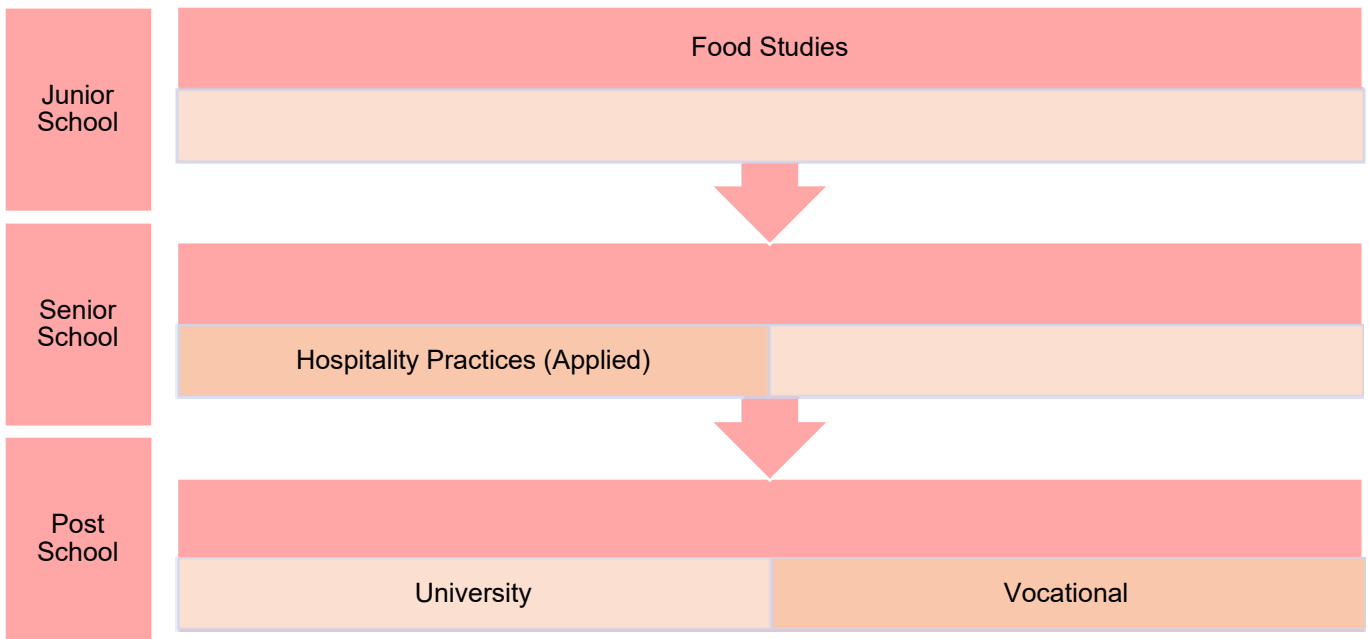 Junior
School
Food Studies
Senior
School
Hospitality Practices (Applied)
Post
School
University
Vocational